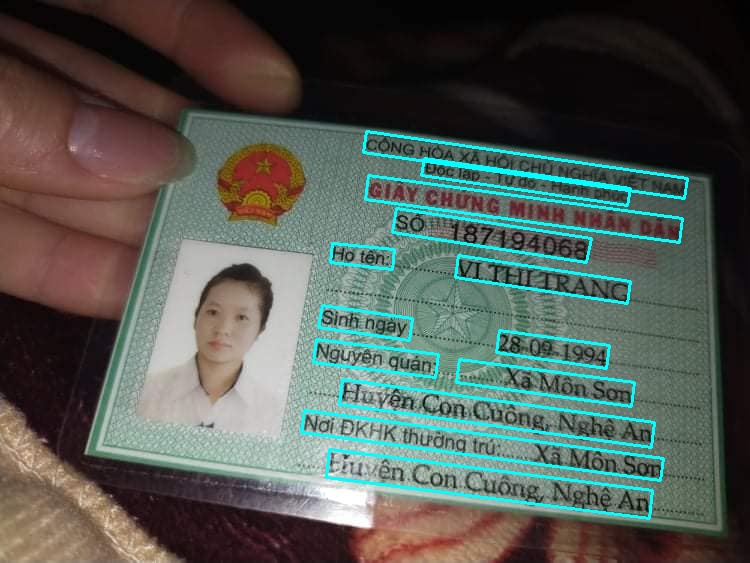 CỘNG HÒA XÃ HỘI CHỦ NGHĨA VIỆT NAM
Độc lập - Tự do - Hạnh phúc
GIẤY CHỨNG MINH NHÂN DÂN
SỐ 187194068
Họ tên: VI THỊ TRANG
Sinh ngày 28-09-1994
Nguyên quán: Xã Môn Sơn
Huyện Con Cuông, Nghệ An
Nơi ĐKHK thường trú: Xã Môn Sơn
Huyện Con Cuông, Nghệ An